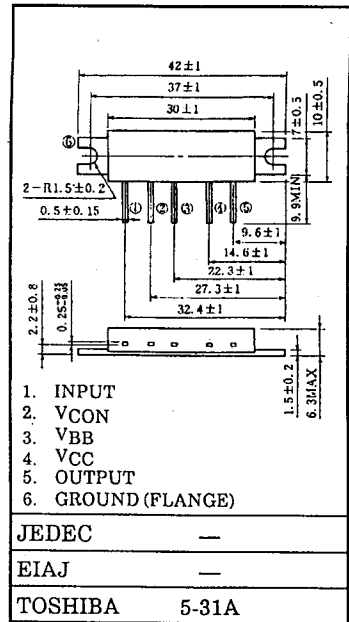 42±1
37±1
30±1
⑥
7±0.5
10±0.5
2-R1.5±0.2
0.5±0.15
① ② ③ ④ ⑤
9.9MIN
9.6±1
14.6±1
22.3±1
27.3±1
32.4±1
2.2±0.8
1.5±0.2
6.3MAX
1. INPUT
2. VCON
3. VBB
4. VCC
5. OUTPUT
6. GROUND (FLANGE)
JEDEC —
EIAJ —
TOSHIBA 5-31A